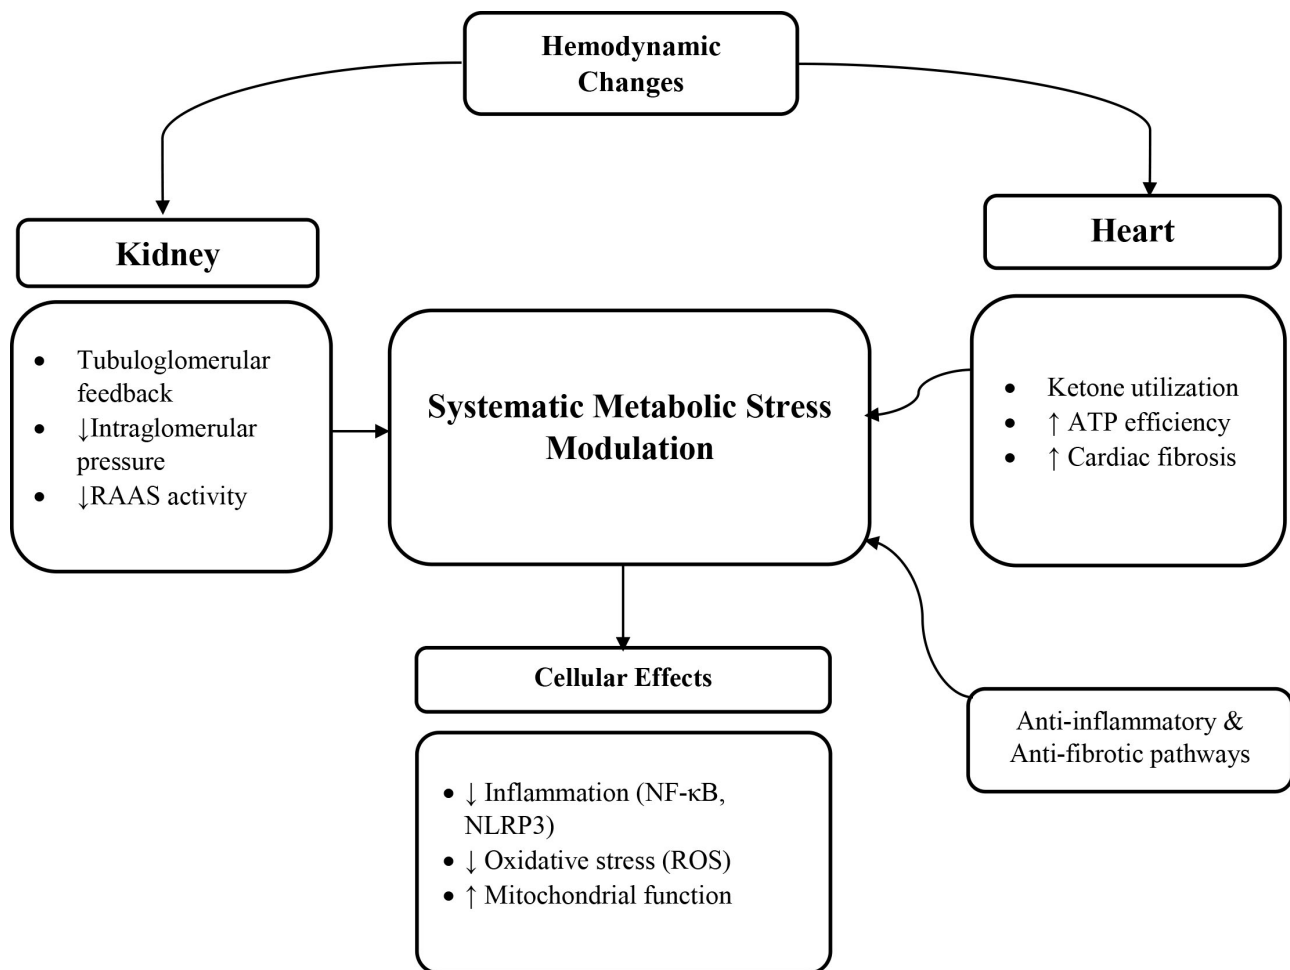 Hemodynamic
Changes
Kidney
Heart
• Tubuloglomerular
feedback
• ↓Intraglomerular
pressure
• ↓RAAS activity
Systematic Metabolic Stress
Modulation
• Ketone utilization
• ↑ ATP efficiency
• ↑ Cardiac fibrosis
Cellular Effects
• ↓ Inflammation (NF-κB,
NLRP3)
• ↓ Oxidative stress (ROS)
• ↑ Mitochondrial function
Anti-inflammatory &
Anti-fibrotic pathways